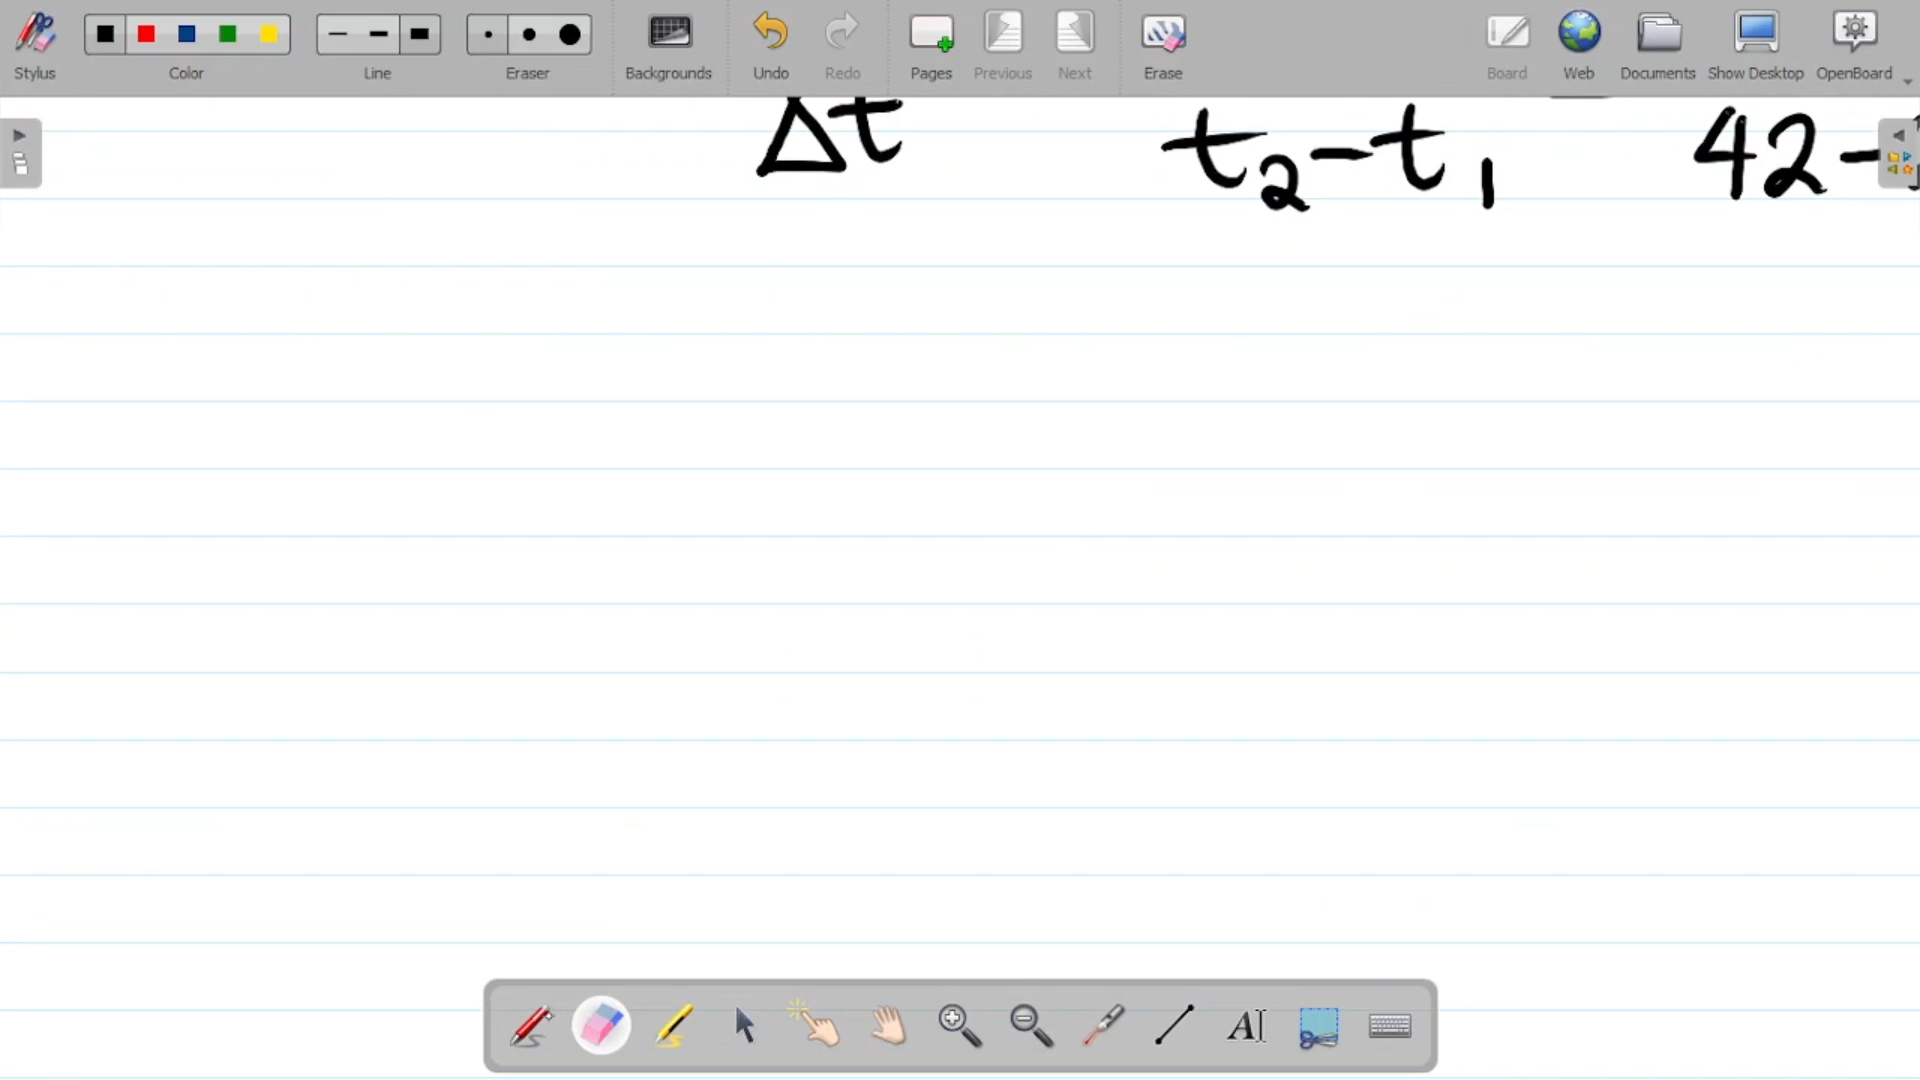 Stylus Color Line Eraser Backgrounds Undo Redo Pages Previous Next Erase Board Web Documents Show Desktop OpenBoard
Δt t₂-t₁ 42-